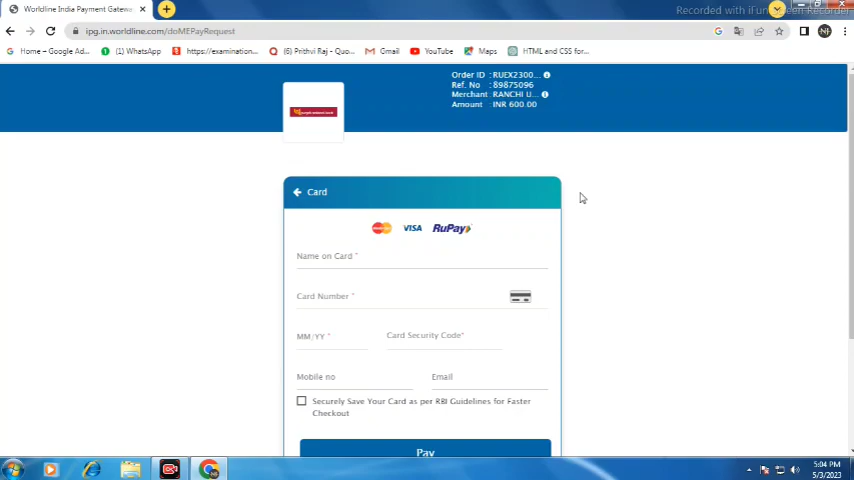 Worldline India Payment Gatew
Recorded with iFun Screen Recorder
ipg.in.worldline.com/doMEPayRequest
Home – Google Ad...
(1) WhatsApp
https://examination...
(6) Prithvi Raj - Quo...
Gmail
YouTube
Maps
HTML and CSS for...
Order ID : RUEX2300...
Ref. No : 89875096
Merchant : RANCHI U...
Amount : INR 600.00
punjab national bank
Card
VISA
RuPay
Name on Card *
Card Number *
MM/YY *
Card Security Code*
Mobile no
Email
Securely Save Your Card as per RBI Guidelines for Faster
Checkout
Pay
5:04 PM
5/3/2023